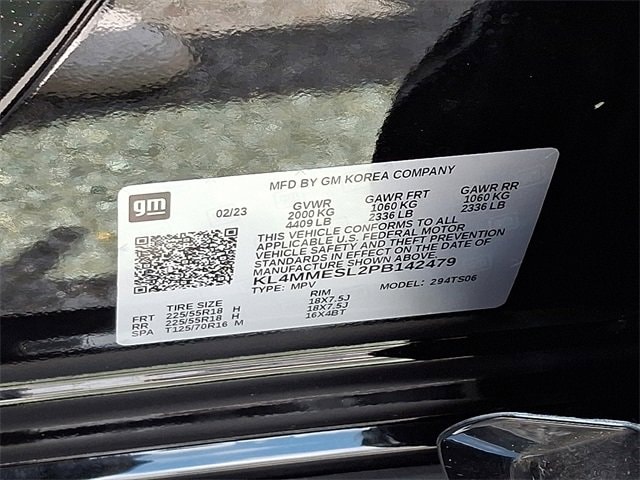 gm
MFD BY GM KOREA COMPANY
02/23 GVWR GAWR FRT GAWR RR
2000 KG 1060 KG 1060 KG
4409 LB 2336 LB 2336 LB
THIS VEHICLE CONFORMS TO ALL
APPLICABLE U.S. FEDERAL MOTOR
VEHICLE SAFETY AND THEFT PREVENTION
STANDARDS IN EFFECT ON THE DATE OF
MANUFACTURE SHOWN ABOVE.
KL4MMESL2PB142479
TYPE: MPV MODEL: 294TS06
TIRE SIZE RIM
FRT 225/55R18 H 18X7.5J
RR 225/55R18 H 18X7.5J
SPA T125/70R16 M 16X4BT